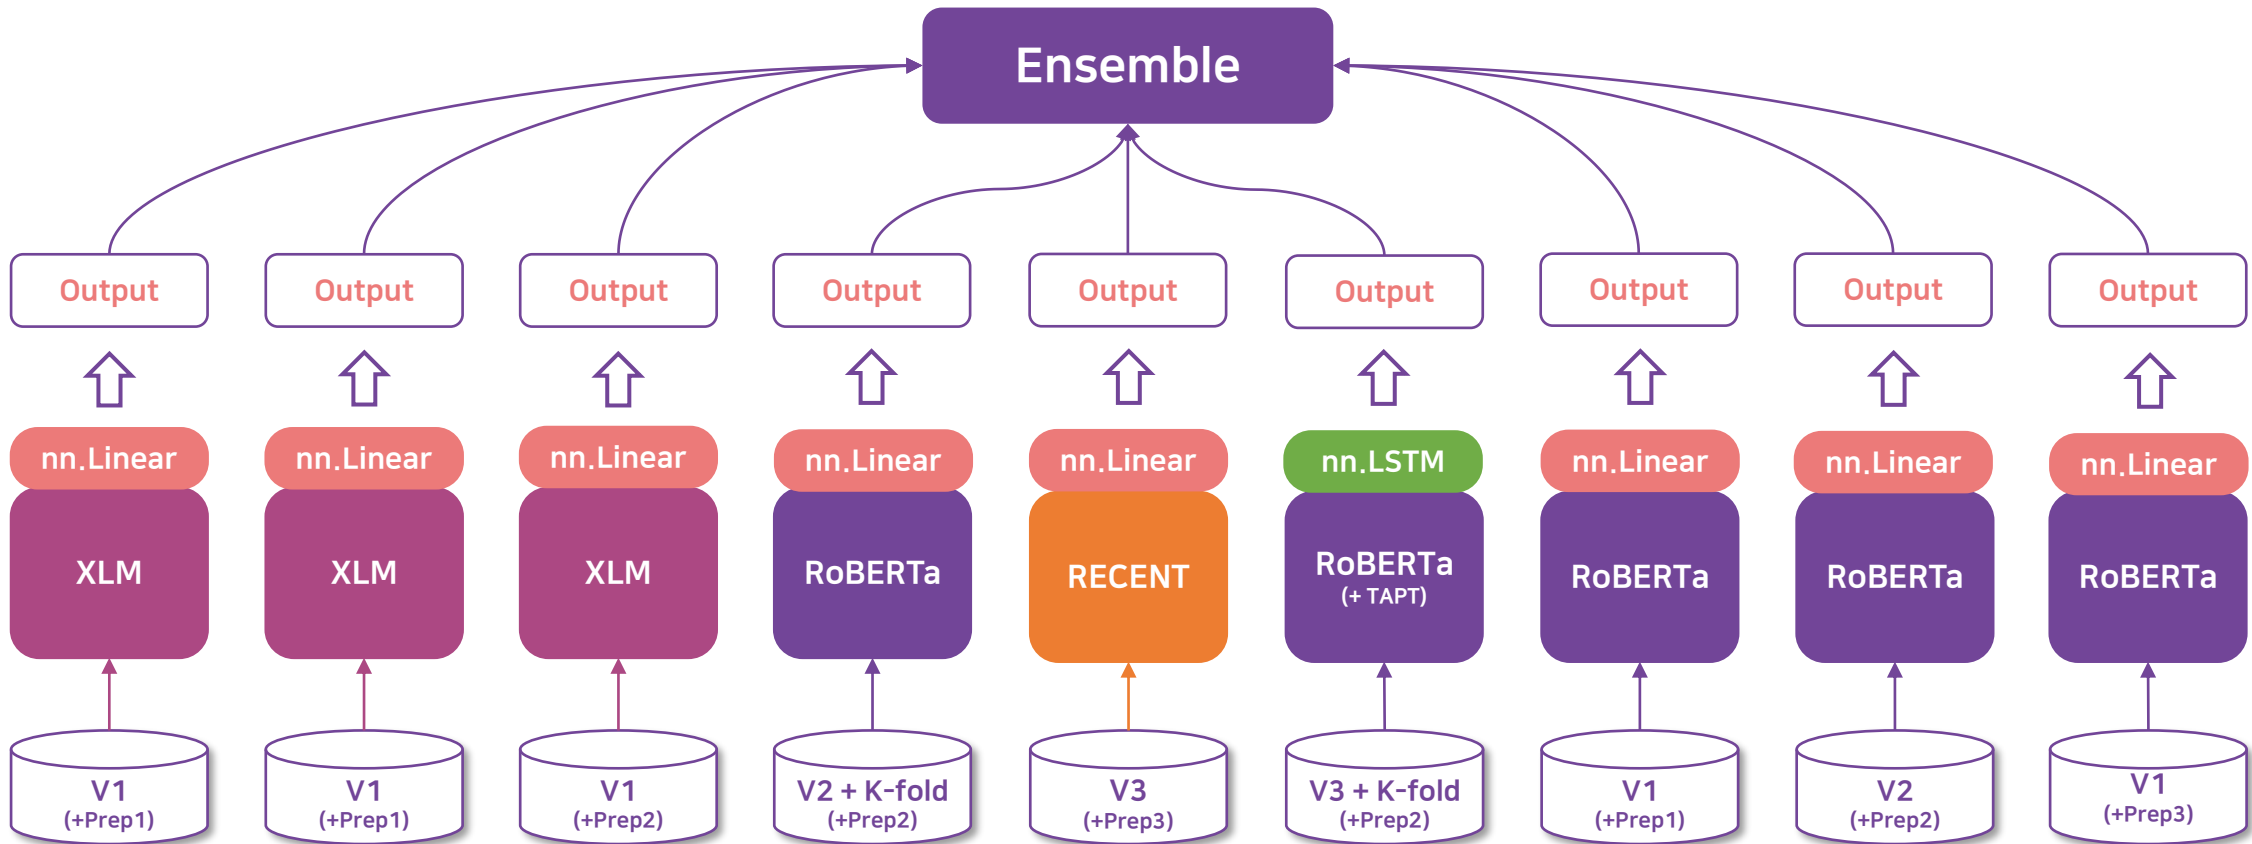 Ensemble
Output
Output
Output
Output
Output
Output
Output
Output
Output
nn.Linear
nn.Linear
nn.Linear
nn.Linear
nn.Linear
nn.LSTM
nn.Linear
nn.Linear
nn.Linear
XLM
XLM
XLM
RoBERTa
RECENT
RoBERTa
(+ TAPT)
RoBERTa
RoBERTa
RoBERTa
V1
(+Prep1)
V1
(+Prep1)
V1
(+Prep2)
V2 + K-fold
(+Prep2)
V3
(+Prep3)
V3 + K-fold
(+Prep2)
V1
(+Prep1)
V2
(+Prep2)
V1
(+Prep3)